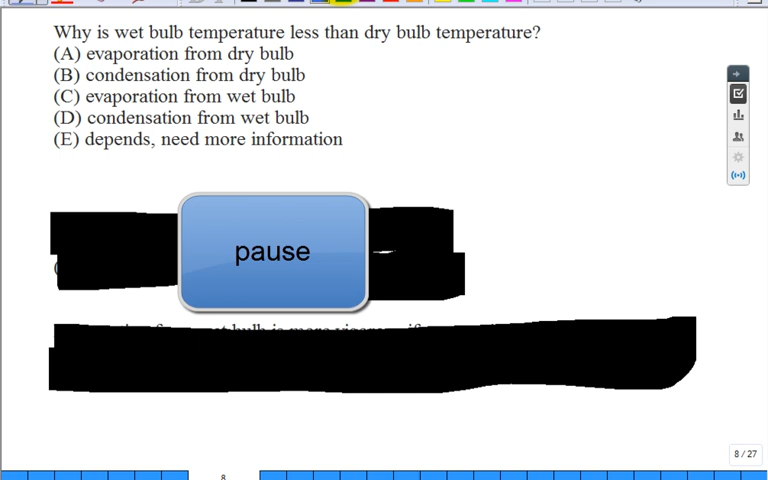 Why is wet bulb temperature less than dry bulb temperature?
(A) evaporation from dry bulb
(B) condensation from dry bulb
(C) evaporation from wet bulb
(D) condensation from wet bulb
(E) depends, need more information
pause
8 / 27
8